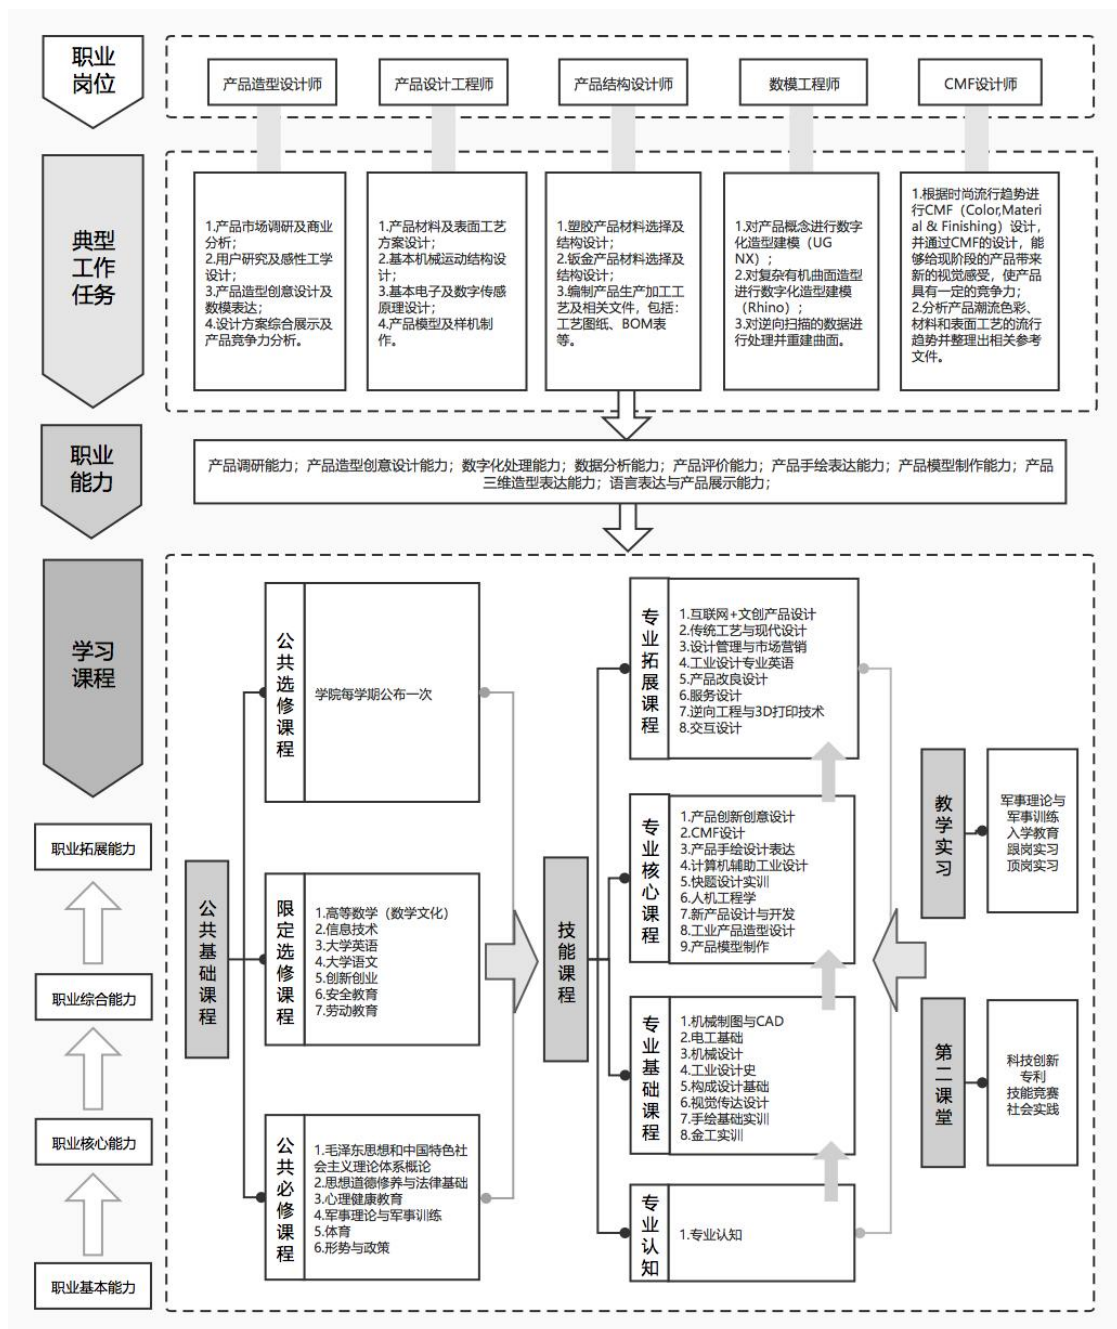 职业
岗位
产品造型设计师
产品设计工程师
产品结构设计师
数模工程师
CMF设计师
典型
工作
任务
1.产品市场调研及商业
分析；
2.用户研究及感性工学
设计；
3.产品造型创意设计及
数模表达；
4.设计方案综合展示及
产品竞争力分析。
1.产品材料及表面工艺
方案设计；
2.基本机械运动结构设
计；
3.基本电子及数字传感
原理设计；
4.产品模型及样机制
作。
1.塑胶产品材料选择及
结构设计；
2.钣金产品材料选择及
结构设计；
3.编制产品生产加工工
艺及相关文件，包括：
工艺图纸、BOM表
等。
1.对产品概念进行数字
化造型建模（UG
NX）；
2.对复杂有机曲面造型
进行数字化造型建模
（Rhino）；
3.对逆向扫描的数据进
行处理并重建曲面。
1.根据时尚流行趋势进
行CMF（Color,Materi
al & Finishing）设计，
并通过CMF的设计，能
够给现阶段的产品带来
新的视觉感受，使产品
具有一定的竞争力；
2.分析产品潮流色彩、
材料和表面工艺的流行
趋势并整理出相关参考
文件。
职业
能力
产品调研能力；产品造型创意设计能力；数字化处理能力；数据分析能力；产品评价能力；产品手绘表达能力；产品模型制作能力；产品
三维造型表达能力；语言表达与产品展示能力；
学习
课程
职业拓展能力
职业综合能力
职业核心能力
职业基本能力
公共基础课程
公共选修课程
学院每学期公布一次
限定选修课程
1.高等数学（数学文化）
2.信息技术
3.大学英语
4.大学语文
5.创新创业
6.安全教育
7.劳动教育
公共必修课程
1.毛泽东思想和中国特色社
会主义理论体系概论
2.思想道德修养与法律基础
3.心理健康教育
4.军事理论与军事训练
5.体育
6.形势与政策
技能课程
专业拓展课程
1.互联网+文创产品设计
2.传统工艺与现代设计
3.设计管理与市场营销
4.工业设计专业英语
5.产品改良设计
6.服务设计
7.逆向工程与3D打印技术
8.交互设计
专业核心课程
1.产品创新创意设计
2.CMF设计
3.产品手绘设计表达
4.计算机辅助工业设计
5.快题设计实训
6.人机工程学
7.新产品设计与开发
8.工业产品造型设计
9.产品模型制作
专业基础课程
1.机械制图与CAD
2.电工基础
3.机械设计
4.工业设计史
5.构成设计基础
6.视觉传达设计
7.手绘基础实训
8.金工实训
专业认知
1.专业认知
教学实习
军事理论与
军事训练
入学教育
跟岗实习
顶岗实习
第二课堂
科技创新
专利
技能竞赛
社会实践